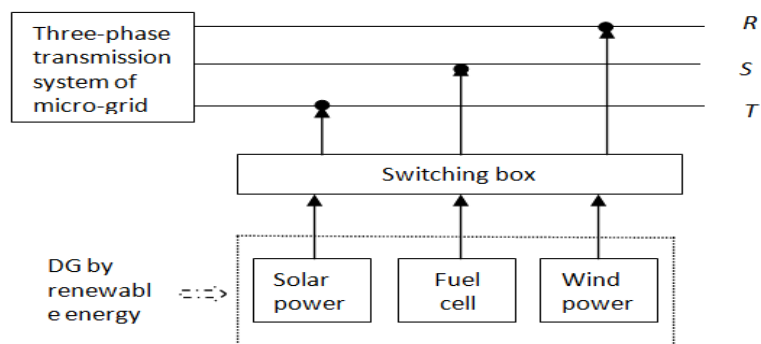 Three-phase
transmission
system of
micro-grid
R
S
T
Switching box
DG by
renewabl
e energy
Solar
power
Fuel
cell
Wind
power